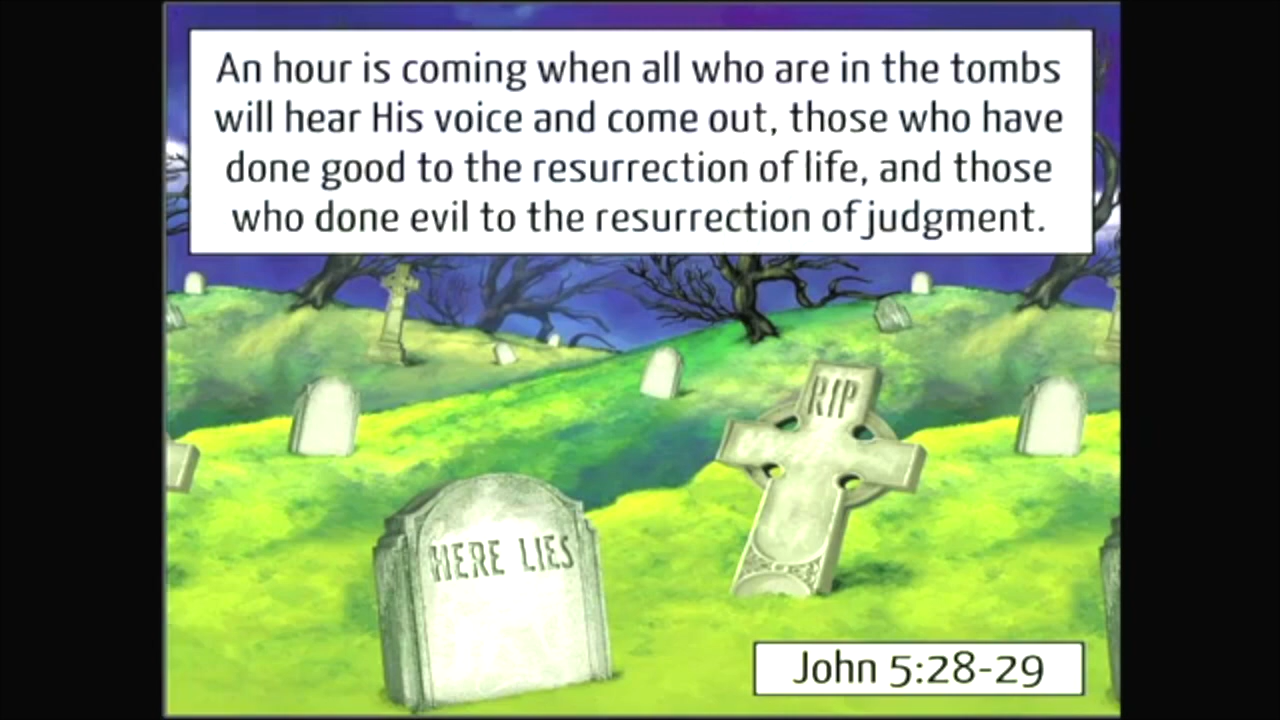 An hour is coming when all who are in the tombs
will hear His voice and come out, those who have
done good to the resurrection of life, and those
who done evil to the resurrection of judgment.
RIP
HERE LIES
John 5:28-29